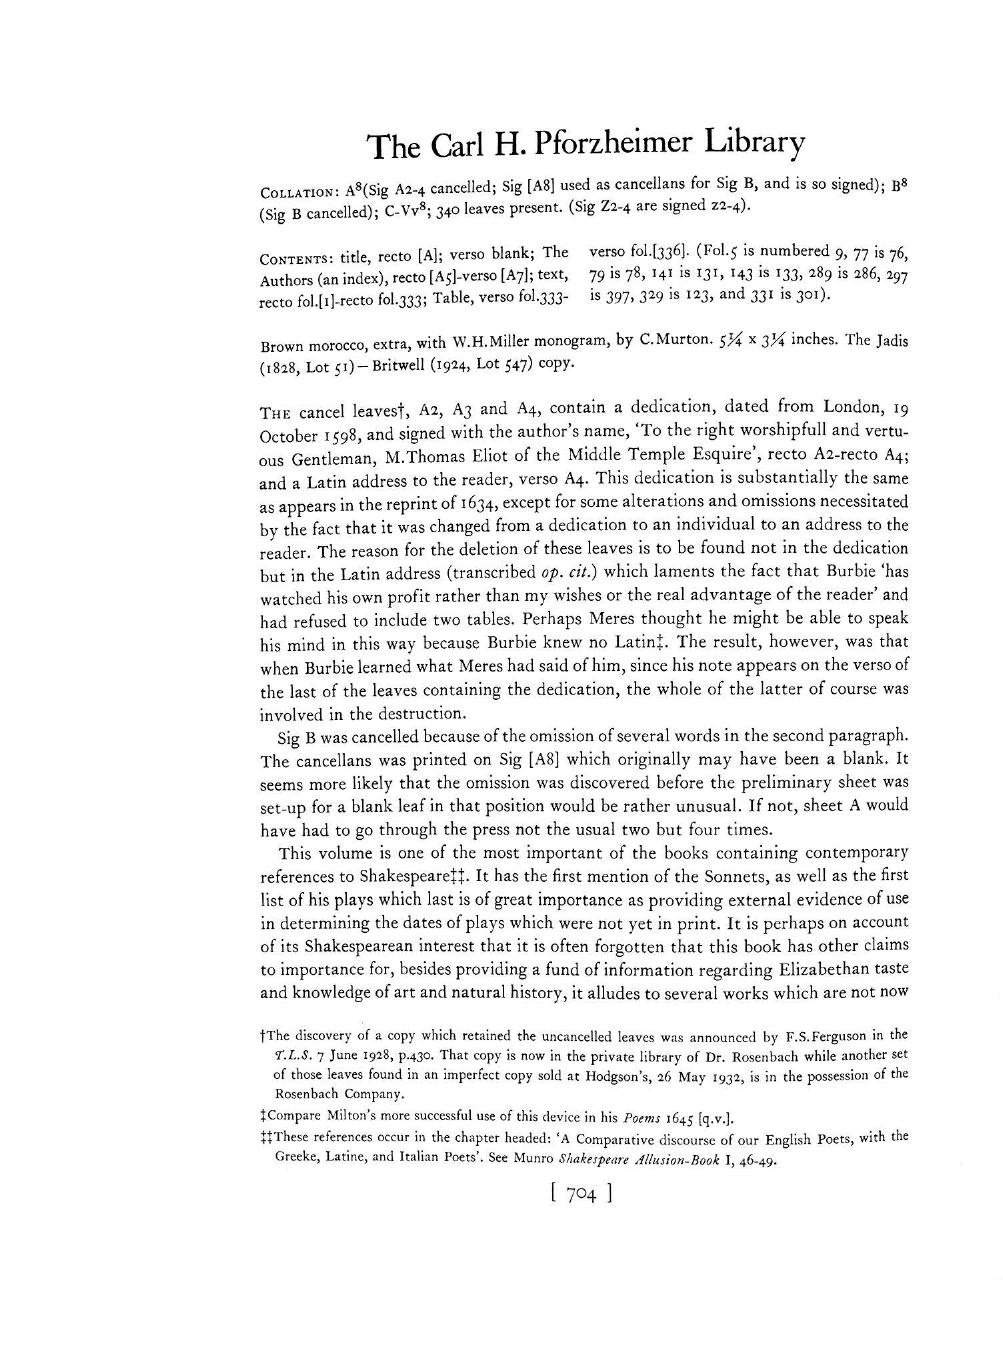 The Carl H. Pforzheimer Library
COLLATION: A⁸(Sig A2-4 cancelled; Sig [A8] used as cancellans for Sig B, and is so signed); B⁸
(Sig B cancelled); C-Vv⁸; 340 leaves present. (Sig Z2-4 are signed z2-4).
CONTENTS: title, recto [A]; verso blank; The
Authors (an index), recto [A5]-verso [A7]; text,
recto fol.[1]-recto fol.333; Table, verso fol.333-
verso fol.[336]. (Fol.5 is numbered 9, 77 is 76,
79 is 78, 141 is 131, 143 is 133, 289 is 286, 297
is 397, 329 is 123, and 331 is 301).
Brown morocco, extra, with W.H.Miller monogram, by C.Murton. 5¼ x 3¼ inches. The Jadis
(1828, Lot 51) — Britwell (1924, Lot 547) copy.
THE cancel leaves†, A2, A3 and A4, contain a dedication, dated from London, 19
October 1598, and signed with the author's name, 'To the right worshipfull and vertu-
ous Gentleman, M.Thomas Eliot of the Middle Temple Esquire', recto A2-recto A4;
and a Latin address to the reader, verso A4. This dedication is substantially the same
as appears in the reprint of 1634, except for some alterations and omissions necessitated
by the fact that it was changed from a dedication to an individual to an address to the
reader. The reason for the deletion of these leaves is to be found not in the dedication
but in the Latin address (transcribed op. cit.) which laments the fact that Burbie 'has
watched his own profit rather than my wishes or the real advantage of the reader' and
had refused to include two tables. Perhaps Meres thought he might be able to speak
his mind in this way because Burbie knew no Latin‡. The result, however, was that
when Burbie learned what Meres had said of him, since his note appears on the verso of
the last of the leaves containing the dedication, the whole of the latter of course was
involved in the destruction.
Sig B was cancelled because of the omission of several words in the second paragraph.
The cancellans was printed on Sig [A8] which originally may have been a blank. It
seems more likely that the omission was discovered before the preliminary sheet was
set-up for a blank leaf in that position would be rather unusual. If not, sheet A would
have had to go through the press not the usual two but four times.
This volume is one of the most important of the books containing contemporary
references to Shakespeare‡‡. It has the first mention of the Sonnets, as well as the first
list of his plays which last is of great importance as providing external evidence of use
in determining the dates of plays which were not yet in print. It is perhaps on account
of its Shakespearean interest that it is often forgotten that this book has other claims
to importance for, besides providing a fund of information regarding Elizabethan taste
and knowledge of art and natural history, it alludes to several works which are not now
†The discovery of a copy which retained the uncancelled leaves was announced by F.S.Ferguson in the
T.L.S. 7 June 1928, p.430. That copy is now in the private library of Dr. Rosenbach while another set
of those leaves found in an imperfect copy sold at Hodgson's, 26 May 1932, is in the possession of the
Rosenbach Company.
‡Compare Milton's more successful use of this device in his Poems 1645 [q.v.].
‡‡These references occur in the chapter headed: 'A Comparative discourse of our English Poets, with the
Greeke, Latine, and Italian Poets'. See Munro Shakespeare Allusion-Book I, 46-49.
[ 704 ]